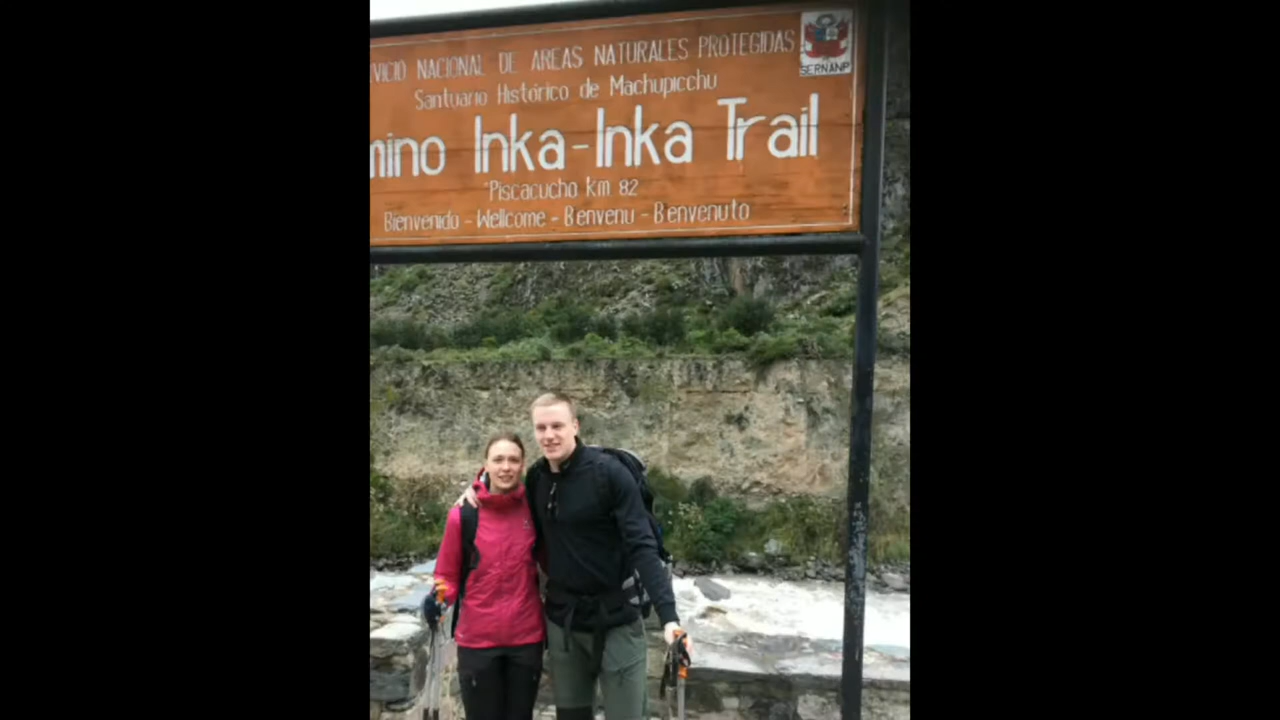 VICIO NACIONAL DE AREAS NATURALES PROTEGIDAS
SERNANP
Santuario Histórico de Machupicchu
mino Inka-Inka Trail
Piscacucho km 82
Bienvenido - Wellcome - Benvenu - Benvenuto